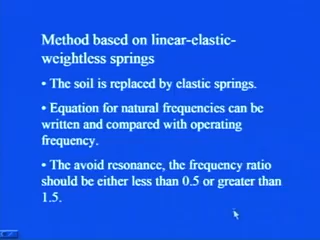 Method based on linear-elastic-
weightless springs
• The soil is replaced by elastic springs.
• Equation for natural frequencies can be
written and compared with operating
frequency.
• The avoid resonance, the frequency ratio
should be either less than 0.5 or greater than
1.5.